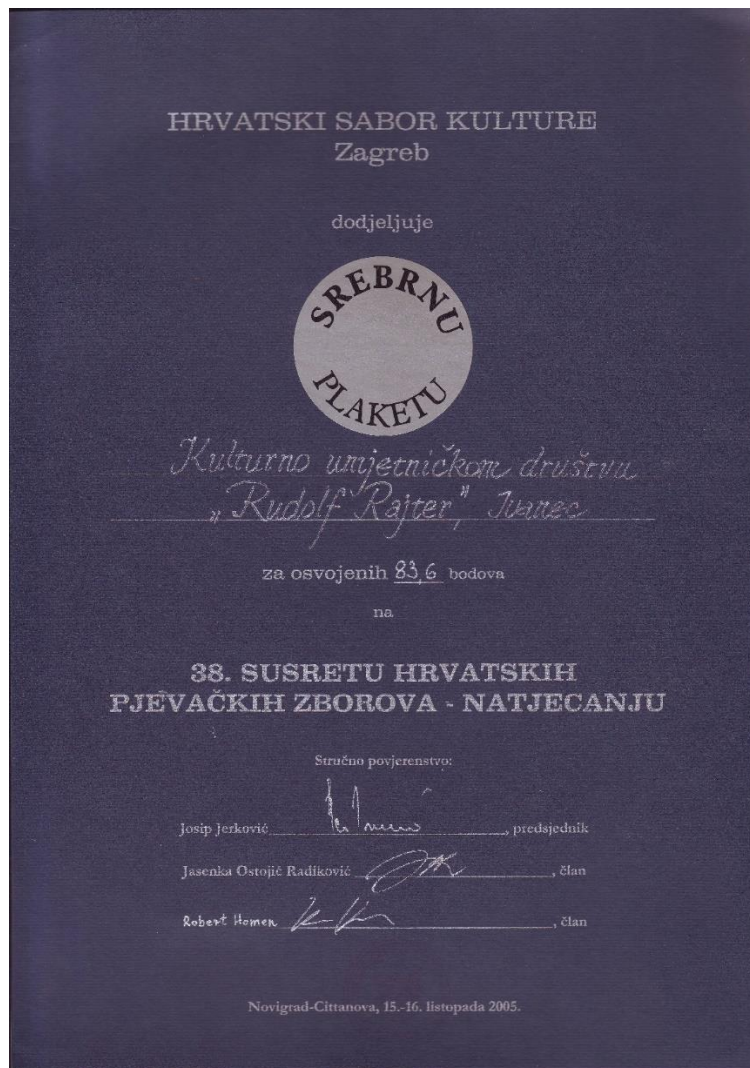 HRVATSKI SABOR KULTURE
Zagreb
dodjeljuje
SREBRNU
PLAKETU
Kulturno umjetničkom društvu
"Rudolf Rajter," Ivanec
za osvojenih 83,6 bodova
na
38. SUSRETU HRVATSKIH
PJEVAČKIH ZBOROVA - NATJECANJU
Stručno povjerenstvo:
Josip Jerković, predsjednik
Jasenka Ostojić Radiković, član
Robert Homen, član
Novigrad-Cittanova, 15.-16. listopada 2005.